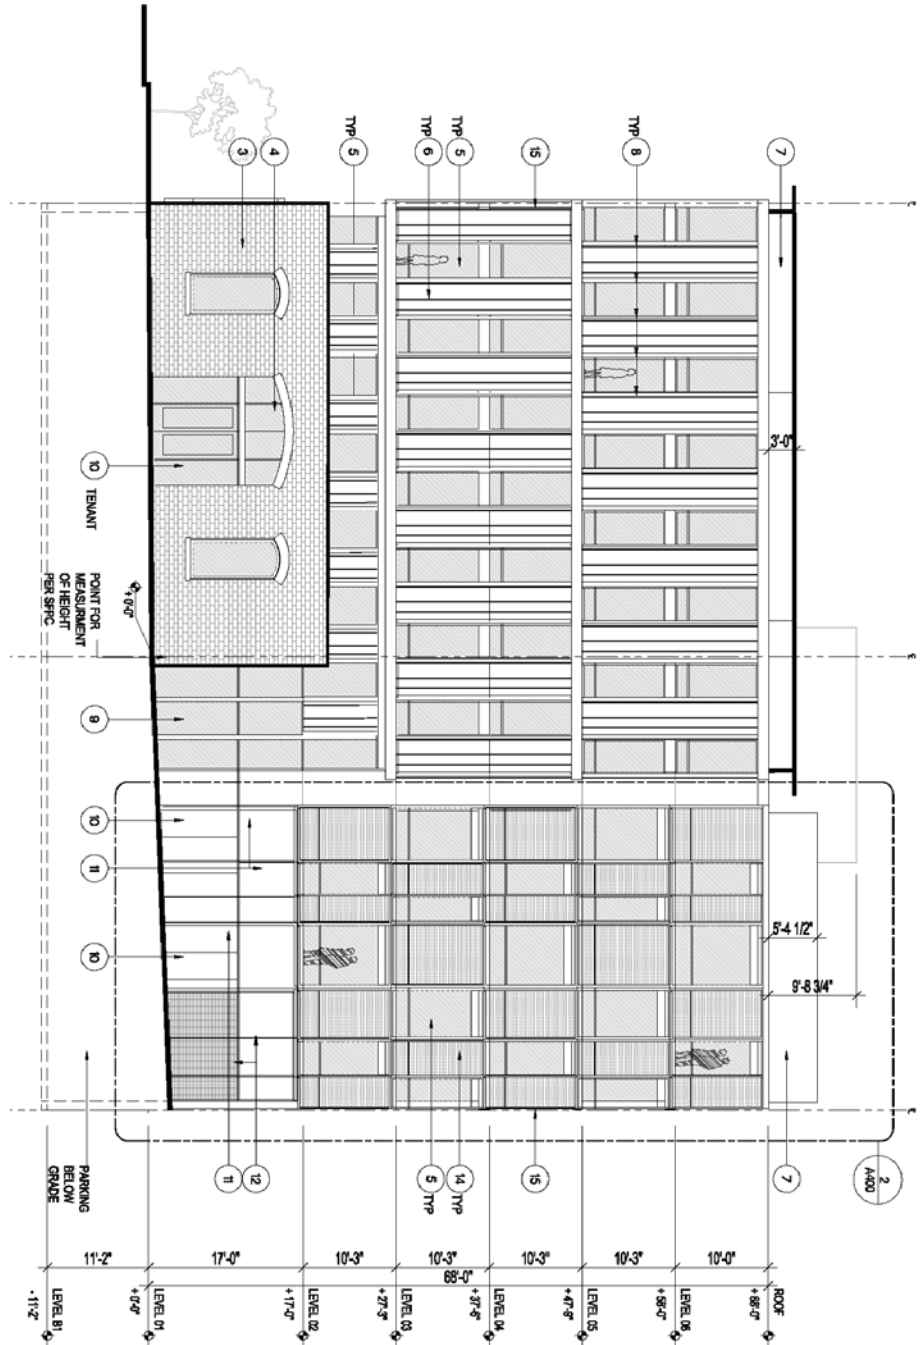 3
4
5
TYP
6
TYP
5
TYP
15
8
TYP
7
3'-0"
10
TENANT
POINT FOR
MEASURMENT
OF HEIGHT
PER SFPC
+ 0'-0"
9
10
11
10
5'-4 1/2"
9'-8 3/4"
PARKING
BELOW
GRADE
11
12
5 TYP
14 TYP
15
7
2
A400
11'-2"
17'-0"
10'-3"
10'-3"
10'-3"
10'-3"
10'-0"
68'-0"
ROOF
+ 68'-0"
LEVEL 06
+ 58'-0"
LEVEL 05
+ 47'-9"
LEVEL 04
+ 37'-6"
LEVEL 03
+ 27'-3"
LEVEL 02
+ 17'-0"
LEVEL 01
+ 0'-0"
LEVEL B1
- 11'-2"